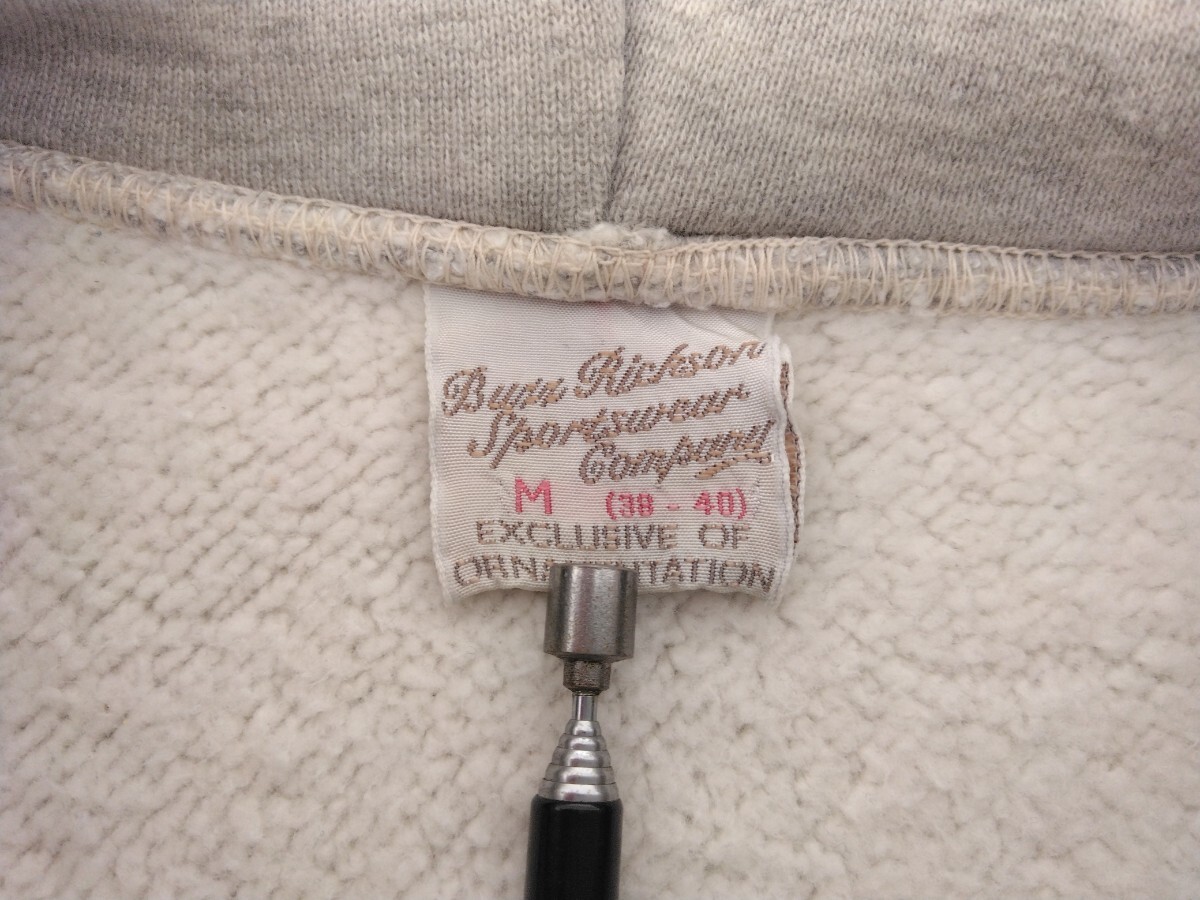 Buzz Rickson
Sportswear
Company
M (38 - 40)
EXCLUSIVE OF